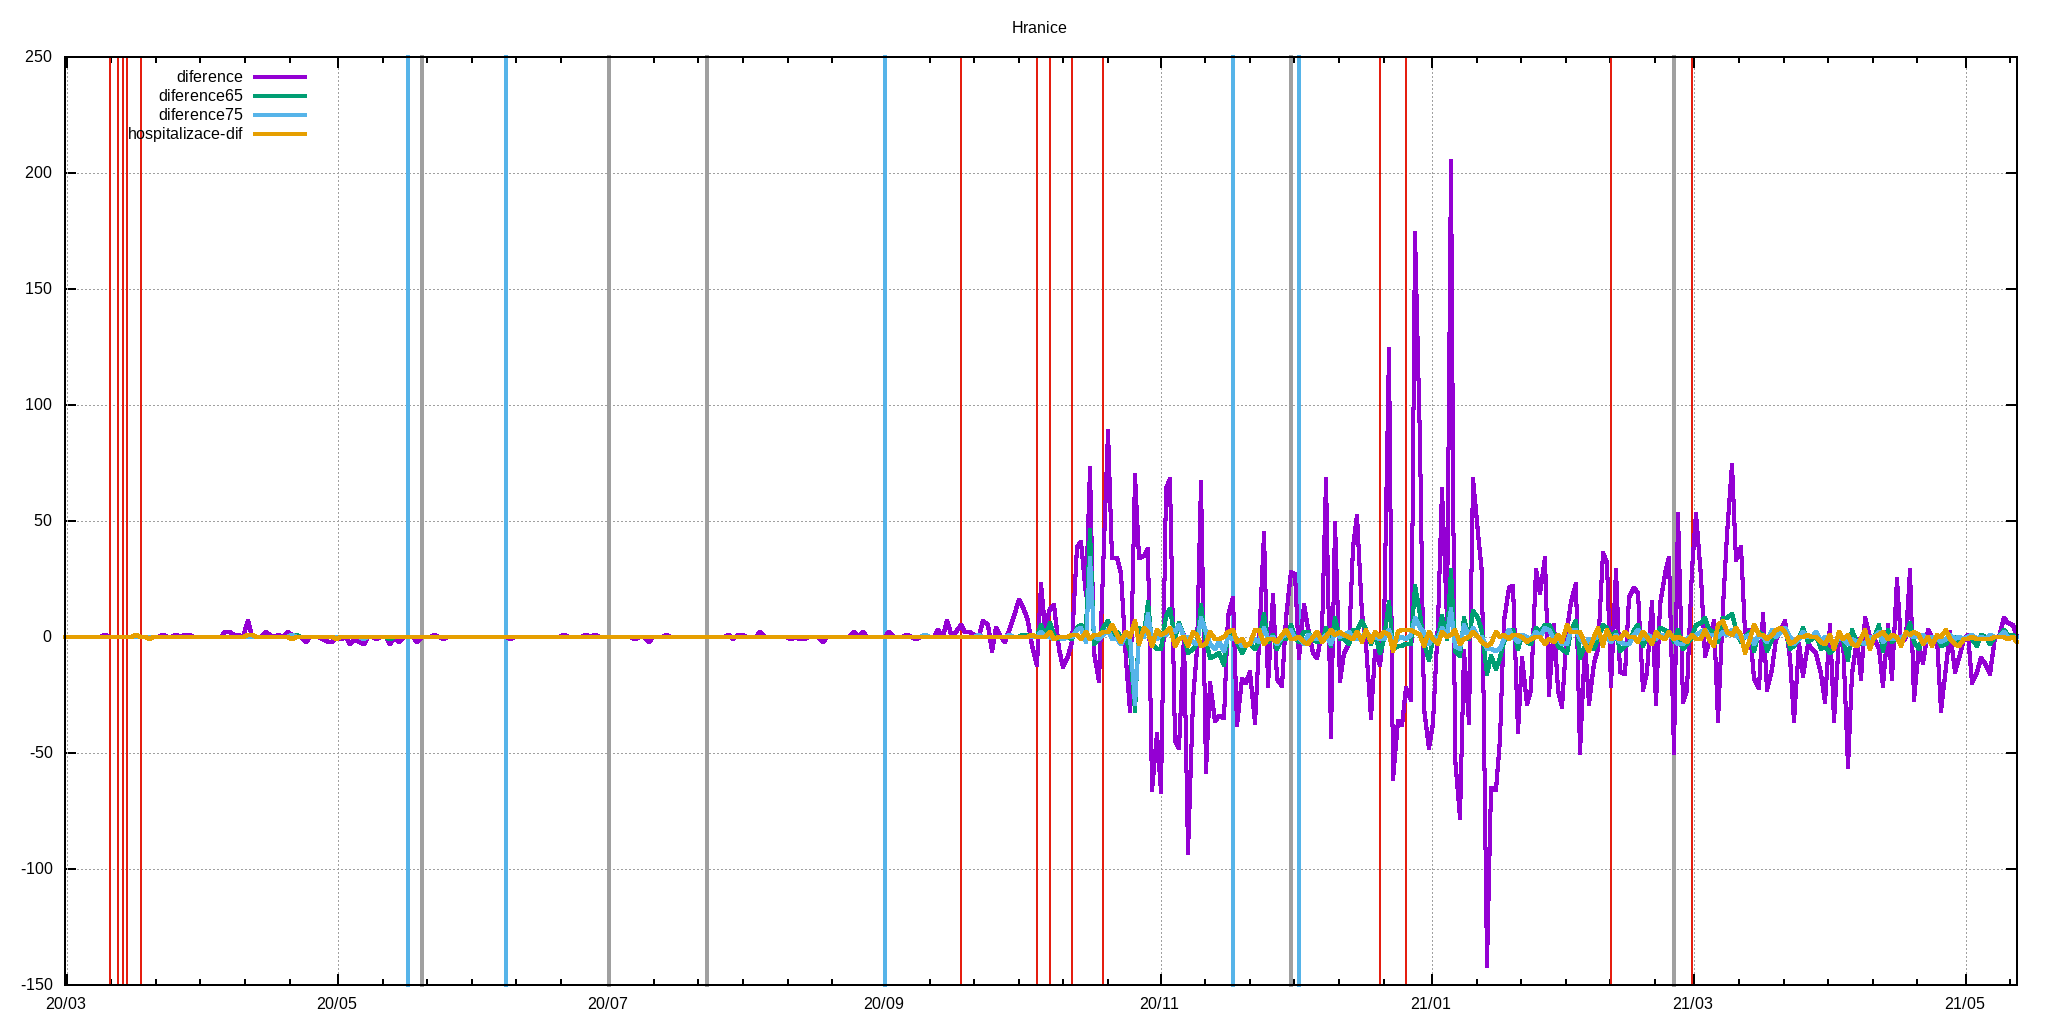 Hranice
250
200
150
100
50
0
-50
-100
-150
diference
diference65
diference75
hospitalizace-dif
20/03 20/05 20/07 20/09 20/11 21/01 21/03 21/05